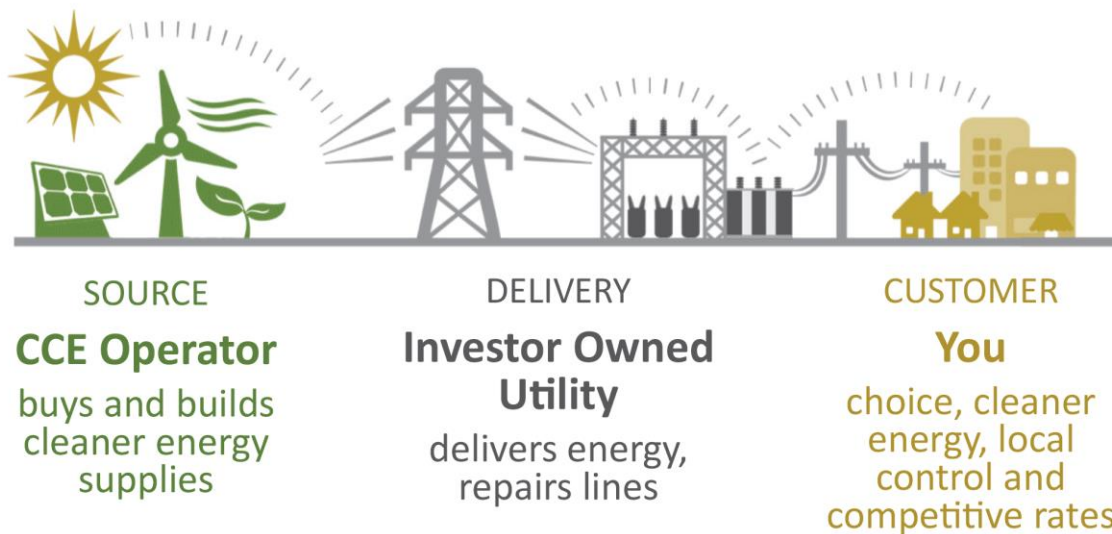 SOURCE
CCE Operator
buys and builds
cleaner energy
supplies
DELIVERY
Investor Owned
Utility
delivers energy,
repairs lines
CUSTOMER
You
choice, cleaner
energy, local
control and
competitive rates